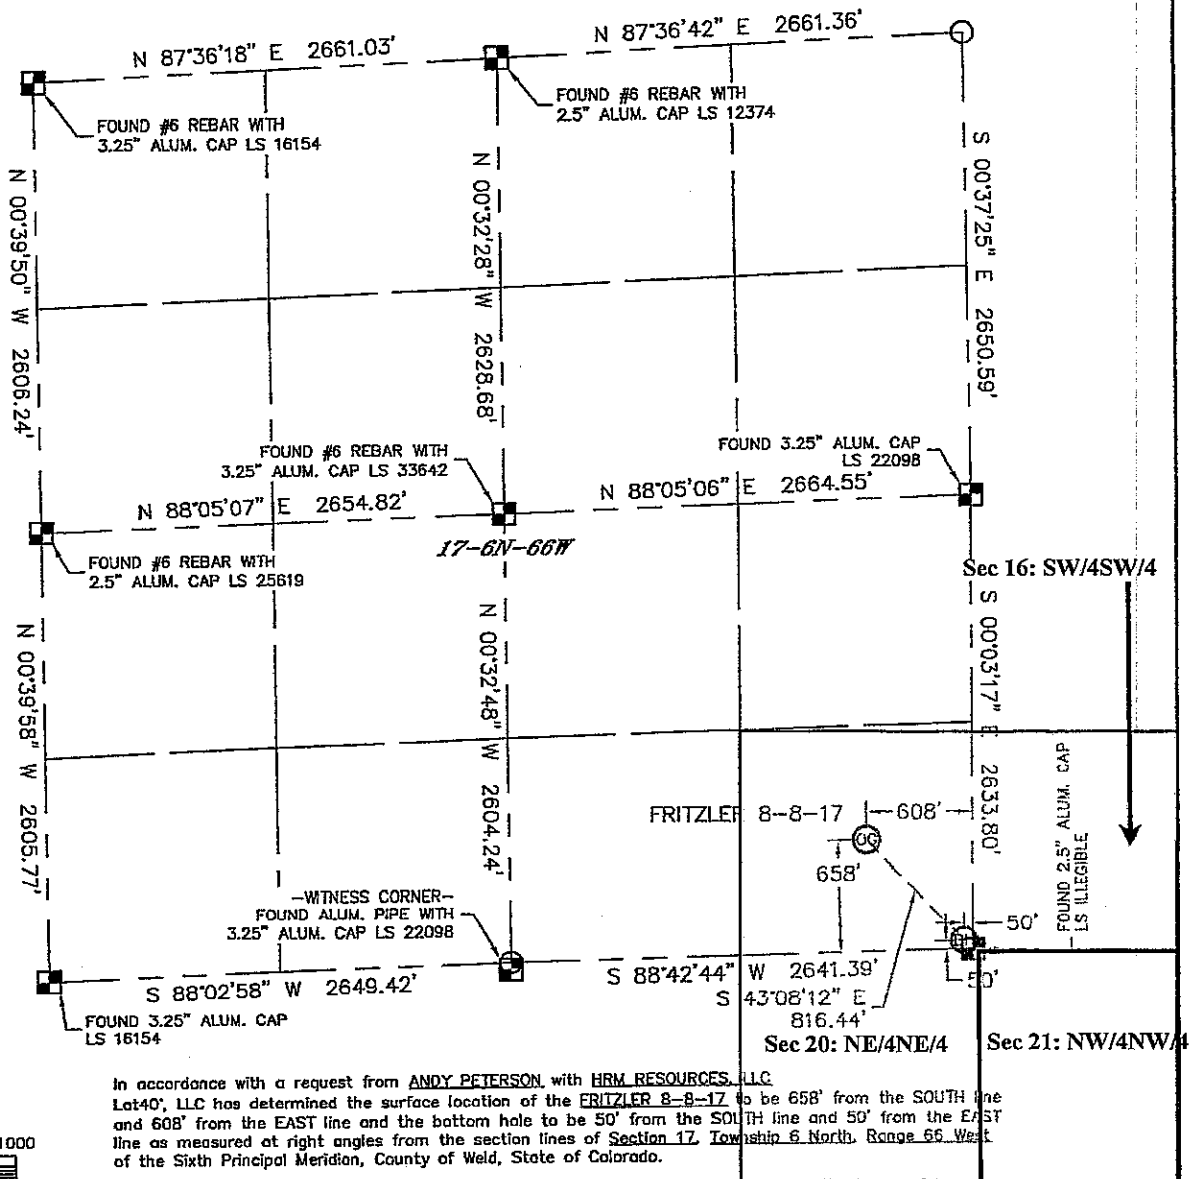 N 87°36'18" E 2661.03'
N 87°36'42" E 2661.36'
FOUND #6 REBAR WITH
3.25" ALUM. CAP LS 16154
FOUND #6 REBAR WITH
2.5" ALUM. CAP LS 12374
N 00°39'50" W 2606.24'
N 00°32'28" W 2628.68'
S 00°37'25" E 2650.59'
FOUND #6 REBAR WITH
3.25" ALUM. CAP LS 33642
FOUND 3.25" ALUM. CAP
LS 22098
N 88°05'07" E 2654.82'
N 88°05'06" E 2664.55'
17-6N-66W
FOUND #6 REBAR WITH
2.5" ALUM. CAP LS 25619
Sec 16: SW/4SW/4
N 00°39'58" W 2605.77'
N 00°32'48" W 2604.24'
S 00°03'17" E 2633.80'
FOUND 2.5" ALUM. CAP
LS ILLEGIBLE
FRITZLER 8-8-17
608'
OG
658'
-WITNESS CORNER-
FOUND ALUM. PIPE WITH
3.25" ALUM. CAP LS 22098
50'
50'
S 88°02'58" W 2649.42'
S 88°42'44" W 2641.39'
S 43°08'12" E
816.44'
FOUND 3.25" ALUM. CAP
LS 16154
Sec 20: NE/4NE/4
Sec 21: NW/4NW/4
In accordance with a request from ANDY PETERSON with HRM RESOURCES, LLC
Lat40°, LLC has determined the surface location of the FRITZLER 8-8-17 to be 658' from the SOUTH line
and 608' from the EAST line and the bottom hole to be 50' from the SOUTH line and 50' from the EAST
line as measured at right angles from the section lines of Section 17, Township 6 North, Range 66 West
of the Sixth Principal Meridian, County of Weld, State of Colorado.
1000